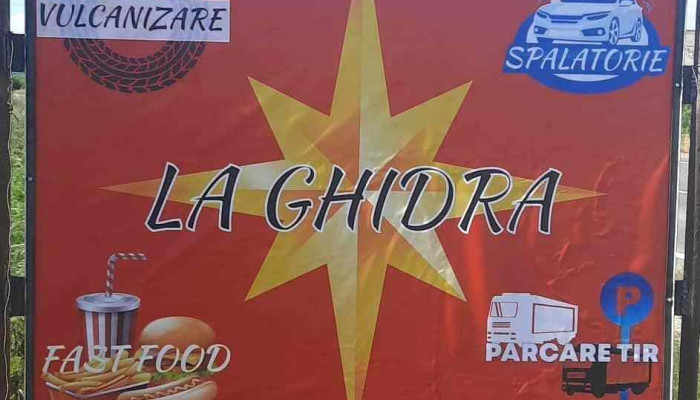 VULCANIZARE
SPALATORIE
LA GHIDRA
FAST FOOD
P
PARCARE TIR